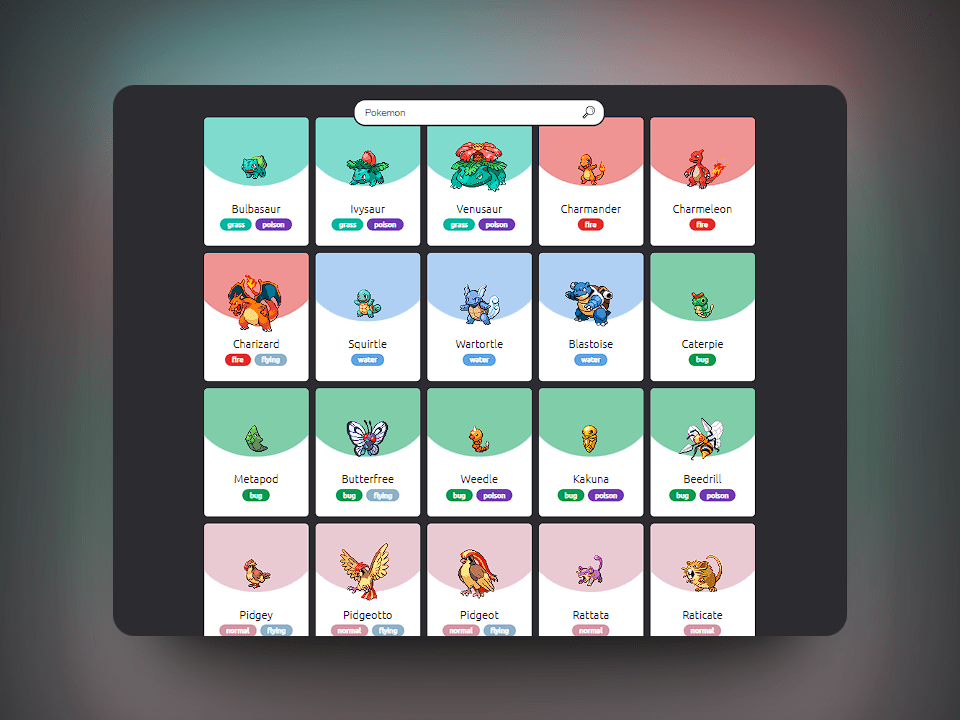 Pokemon
Bulbasaur Ivysaur Venusaur Charmander Charmeleon
grass poison grass poison grass poison fire fire
Charizard Squirtle Wartortle Blastoise Caterpie
fire flying water water water bug
Metapod Butterfree Weedle Kakuna Beedrill
bug bug flying bug poison bug poison bug poison
Pidgey Pidgeotto Pidgeot Rattata Raticate
normal flying normal flying normal flying normal normal